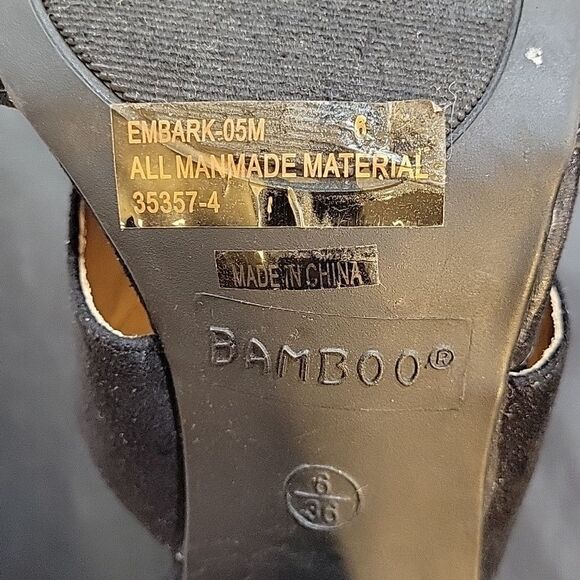 EMBARK-05M 6
ALL MANMADE MATERIAL
35357-4
MADE IN CHINA
BAMBOO®
6
36